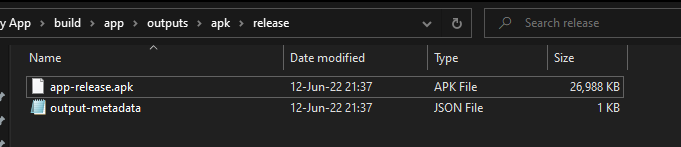 y App > build > app > outputs > apk > release
Search release
Name Date modified Type Size
app-release.apk 12-Jun-22 21:37 APK File 26,988 KB
output-metadata 12-Jun-22 21:37 JSON File 1 KB